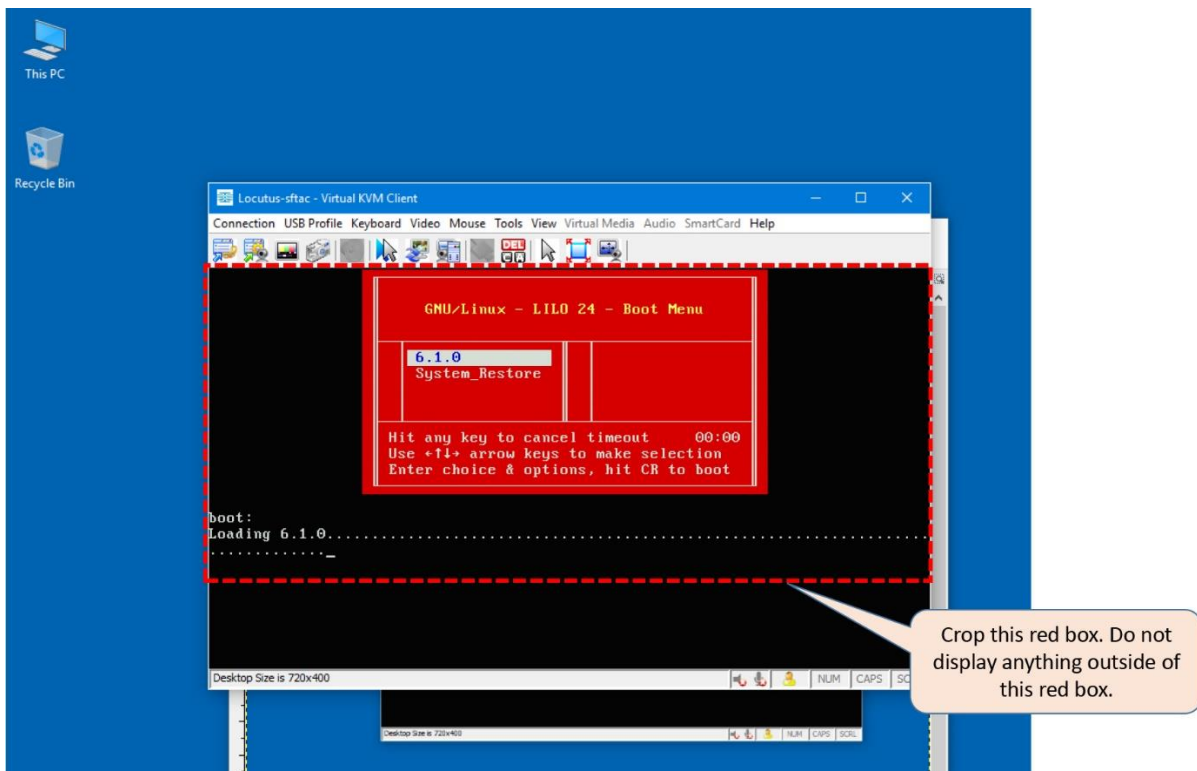 This PC
Recycle Bin
Locutus-sftac - Virtual KVM Client
Connection USB Profile Keyboard Video Mouse Tools View Virtual Media Audio SmartCard Help
DEL
GNU/Linux - LILO 24 - Boot Menu
6.1.0
System_Restore
Hit any key to cancel timeout 00:00
Use ←↑↓→ arrow keys to make selection
Enter choice & options, hit CR to boot
boot:
Loading 6.1.0...................................................................
............._
Crop this red box. Do not
display anything outside of
this red box.
Desktop Size is 720x400 NUM CAPS
Desktop Size is 720x400 NUM CAPS SCRL